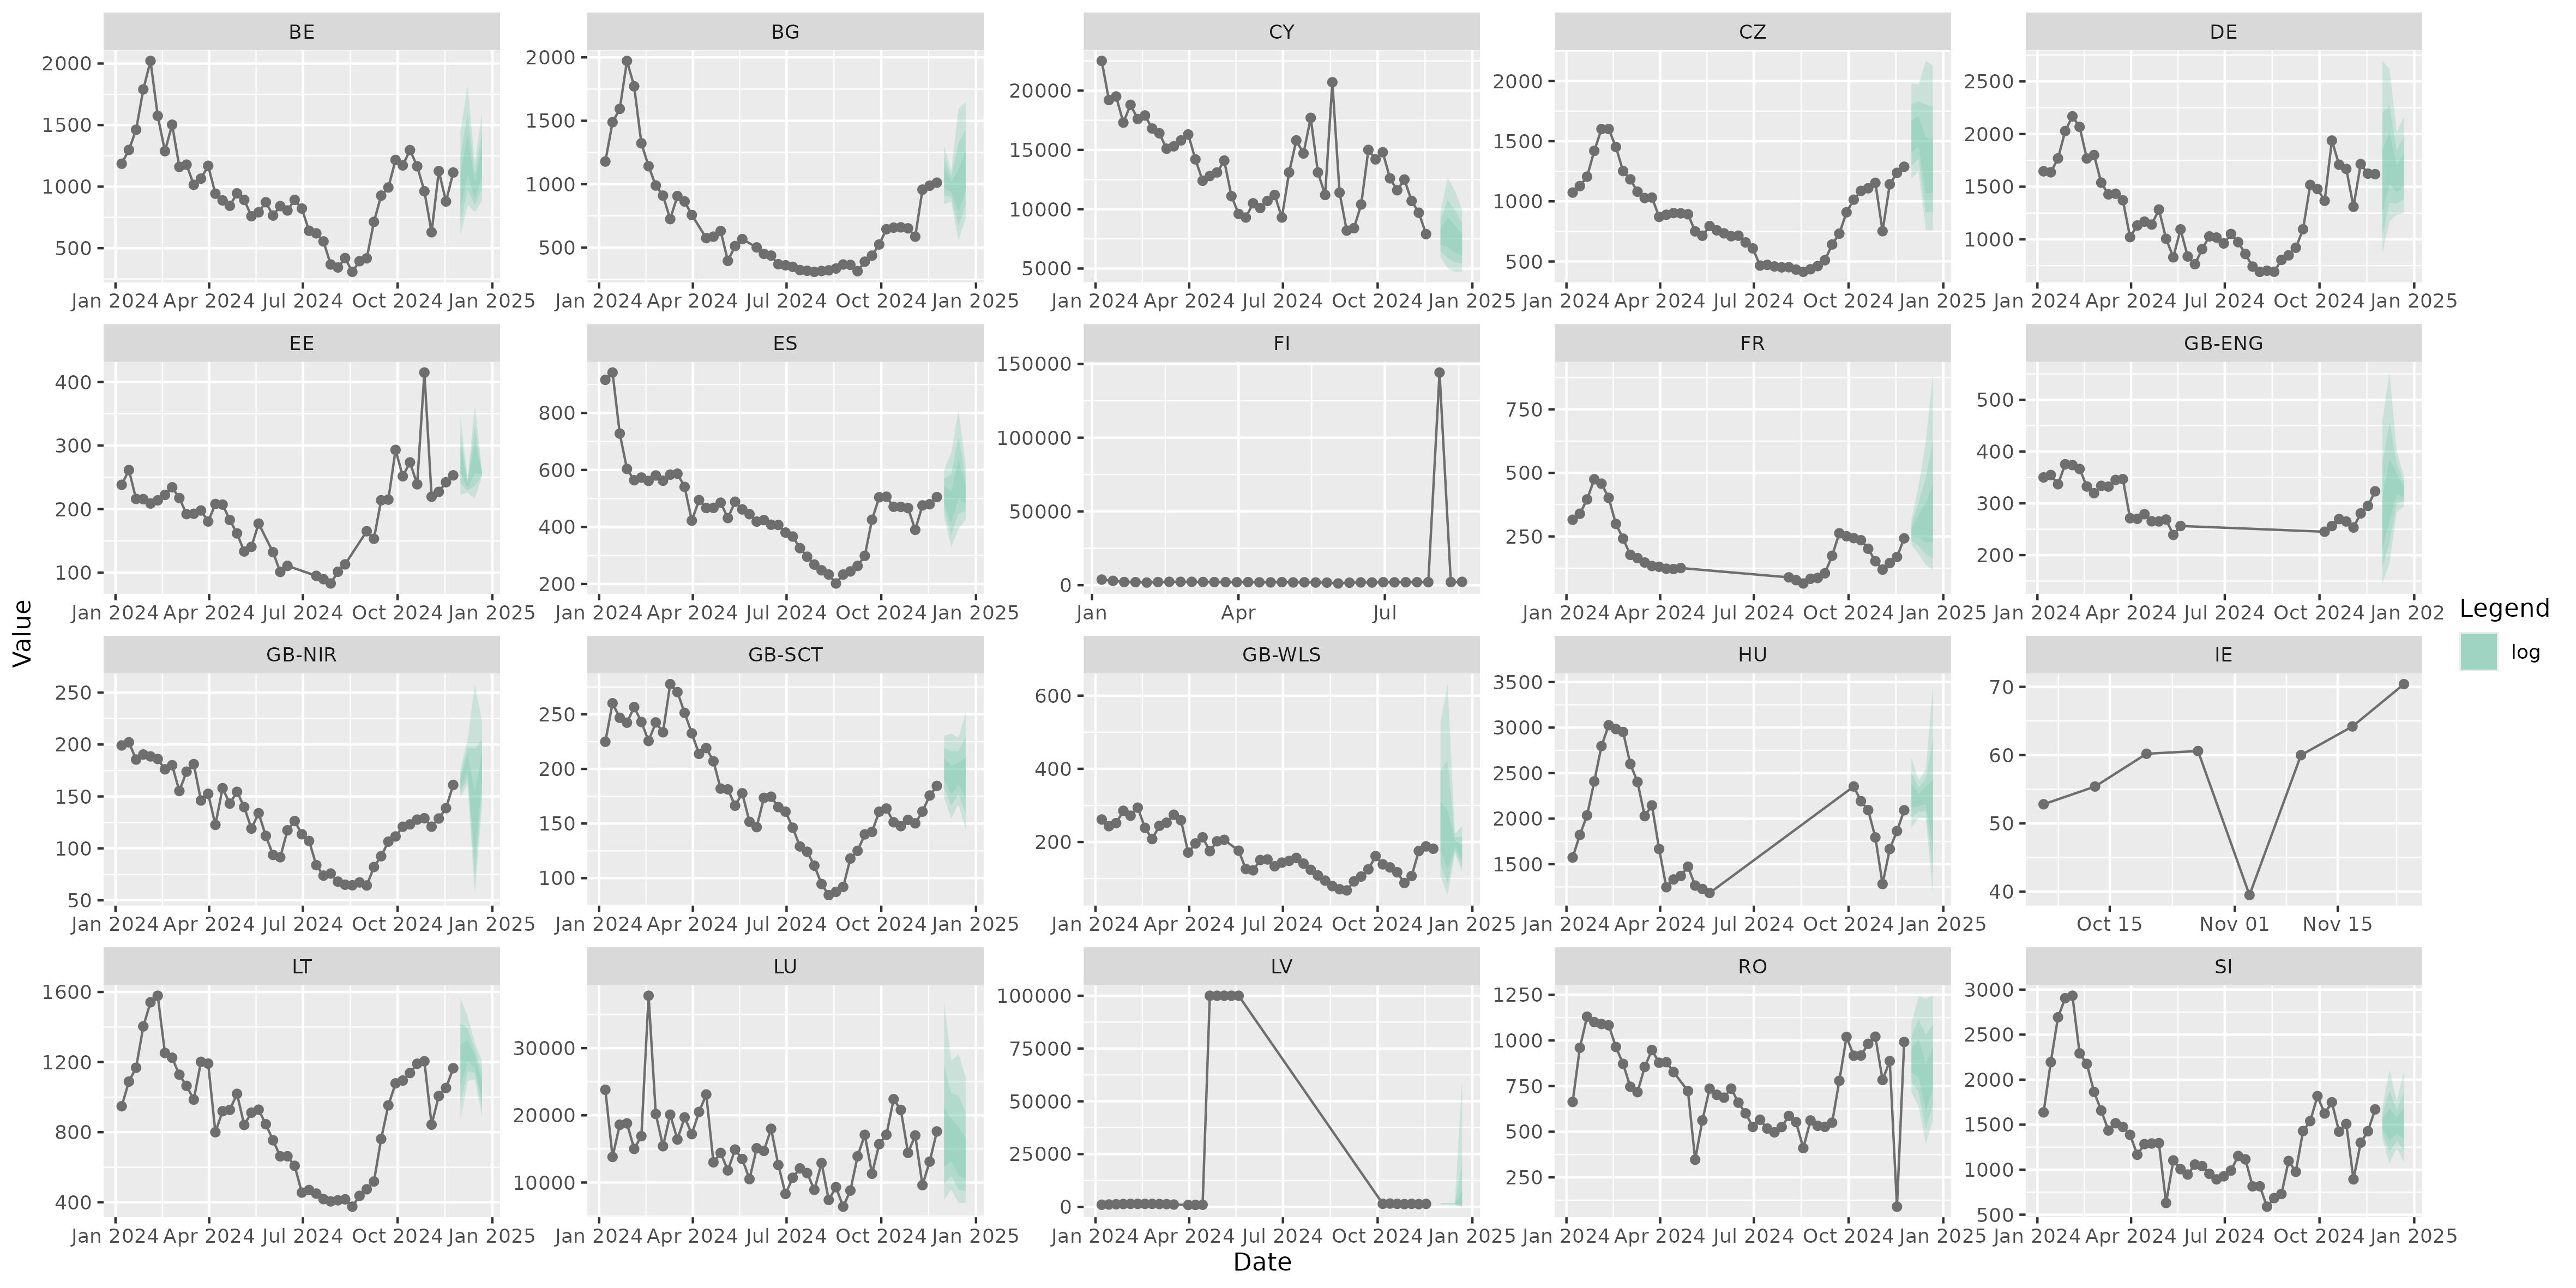 BE BG CY CZ DE
2000 1500 1000 500
2000 1500 1000 500
20000 15000 10000 5000
2000 1500 1000 500
2500 2000 1500 1000
Jan 2024 Apr 2024 Jul 2024 Oct 2024 Jan 2025 Jan 2024 Apr 2024 Jul 2024 Oct 2024 Jan 2025 Jan 2024 Apr 2024 Jul 2024 Oct 2024 Jan 2025 Jan 2024 Apr 2024 Jul 2024 Oct 2024 Jan 2025 Jan 2024 Apr 2024 Jul 2024 Oct 2024 Jan 2025
EE ES FI FR GB-ENG
400 300 200 100
800 600 400 200
150000 100000 50000 0
750 500 250
500 400 300 200
Jan 2024 Apr 2024 Jul 2024 Oct 2024 Jan 2025 Jan 2024 Apr 2024 Jul 2024 Oct 2024 Jan 2025 Jan Apr Jul Jan 2024 Apr 2024 Jul 2024 Oct 2024 Jan 2025 Jan 2024 Apr 2024 Jul 2024 Oct 2024 Jan 202
Value
Legend
log
GB-NIR GB-SCT GB-WLS HU IE
250 200 150 100 50
250 200 150 100
600 400 200
3500 3000 2500 2000 1500
70 60 50 40
Jan 2024 Apr 2024 Jul 2024 Oct 2024 Jan 2025 Jan 2024 Apr 2024 Jul 2024 Oct 2024 Jan 2025 Jan 2024 Apr 2024 Jul 2024 Oct 2024 Jan 2025 Jan 2024 Apr 2024 Jul 2024 Oct 2024 Jan 2025 Oct 15 Nov 01 Nov 15
LT LU LV RO SI
1600 1200 800 400
30000 20000 10000
100000 75000 50000 25000 0
1250 1000 750 500 250
3000 2500 2000 1500 1000 500
Jan 2024 Apr 2024 Jul 2024 Oct 2024 Jan 2025 Jan 2024 Apr 2024 Jul 2024 Oct 2024 Jan 2025 Jan 2024 Apr 2024 Jul 2024 Oct 2024 Jan 2025 Jan 2024 Apr 2024 Jul 2024 Oct 2024 Jan 2025 Jan 2024 Apr 2024 Jul 2024 Oct 2024 Jan 2025
Date